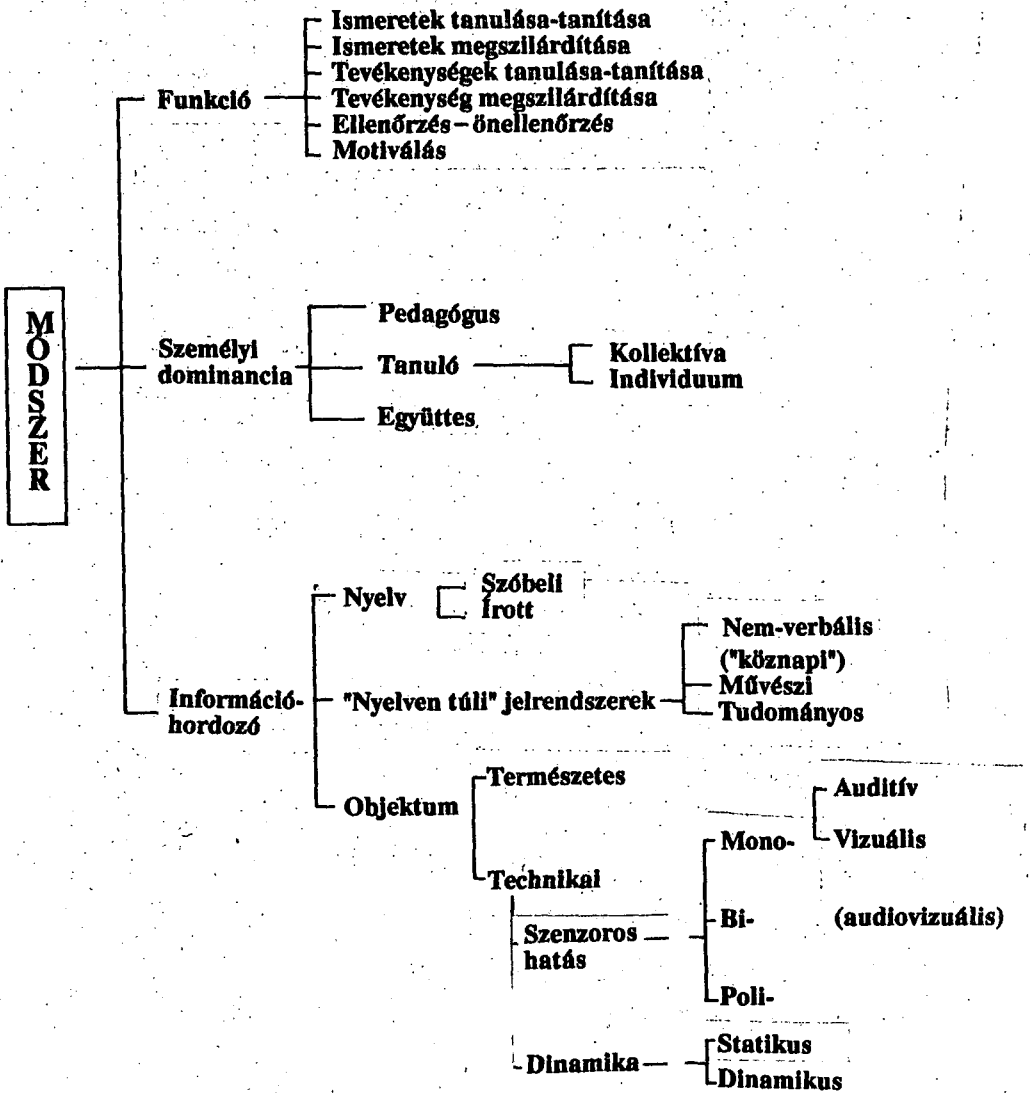 Ismeretek tanulása-tanítása
Ismeretek megszilárdítása
Tevékenységek tanulása-tanítása
Funkció
Tevékenység megszilárdítása
Ellenőrzés – önellenőrzés
Motiválás
MÓDSZER
Személyi
dominancia
Pedagógus
Tanuló
Kollektíva
Individuum
Együttes
Információ-
hordozó
Nyelv
Szóbeli
Írott
"Nyelven túli" jelrendszerek
Nem-verbális
("köznapi")
Művészi
Tudományos
Objektum
Természetes
Technikai
Szenzoros
hatás
Mono-
Auditív
Vizuális
Bi-
(audiovizuális)
Poli-
Dinamika
Statikus
Dinamikus